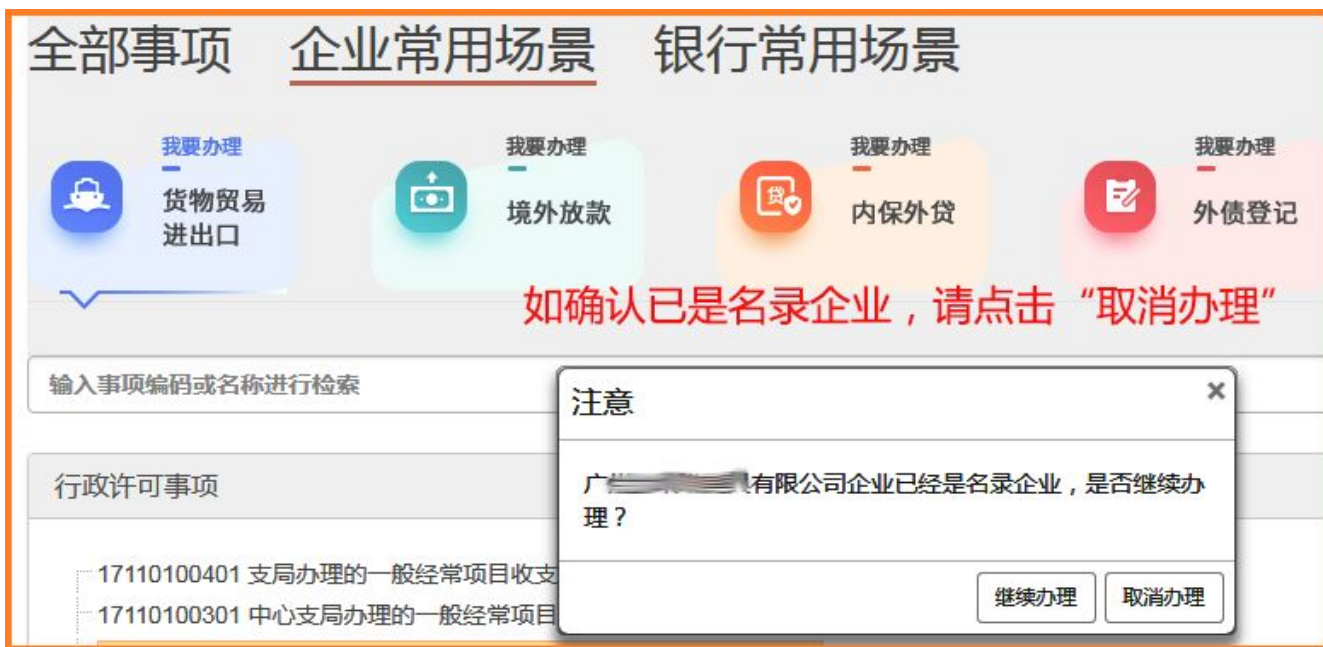 全部事项 企业常用场景 银行常用场景
我要办理
货物贸易
进出口
我要办理
境外放款
我要办理
贷
内保外贷
我要办理
外债登记
如确认已是名录企业，请点击“取消办理”
输入事项编码或名称进行检索
注意 ×
行政许可事项
广 有限公司企业已经是名录企业，是否继续办
理？
17110100401 支局办理的一般经常项目收支
17110100301 中心支局办理的一般经常项目
继续办理 取消办理